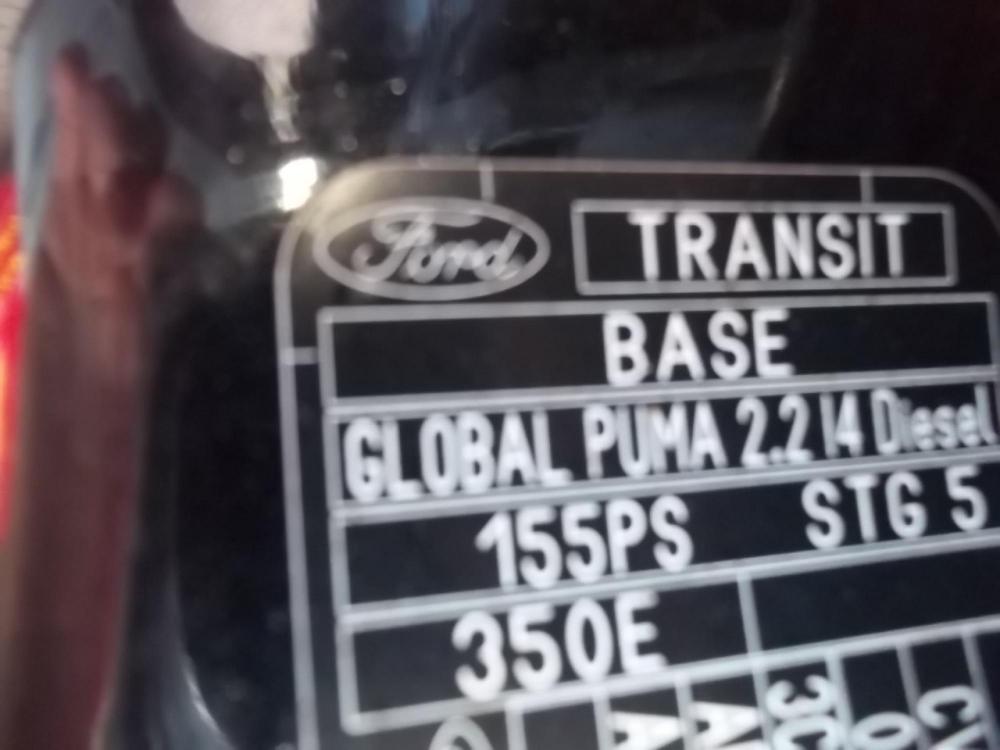 Ford TRANSIT
BASE
GLOBAL PUMA 2.2 I4 Diesel
155PS STG 5
350E